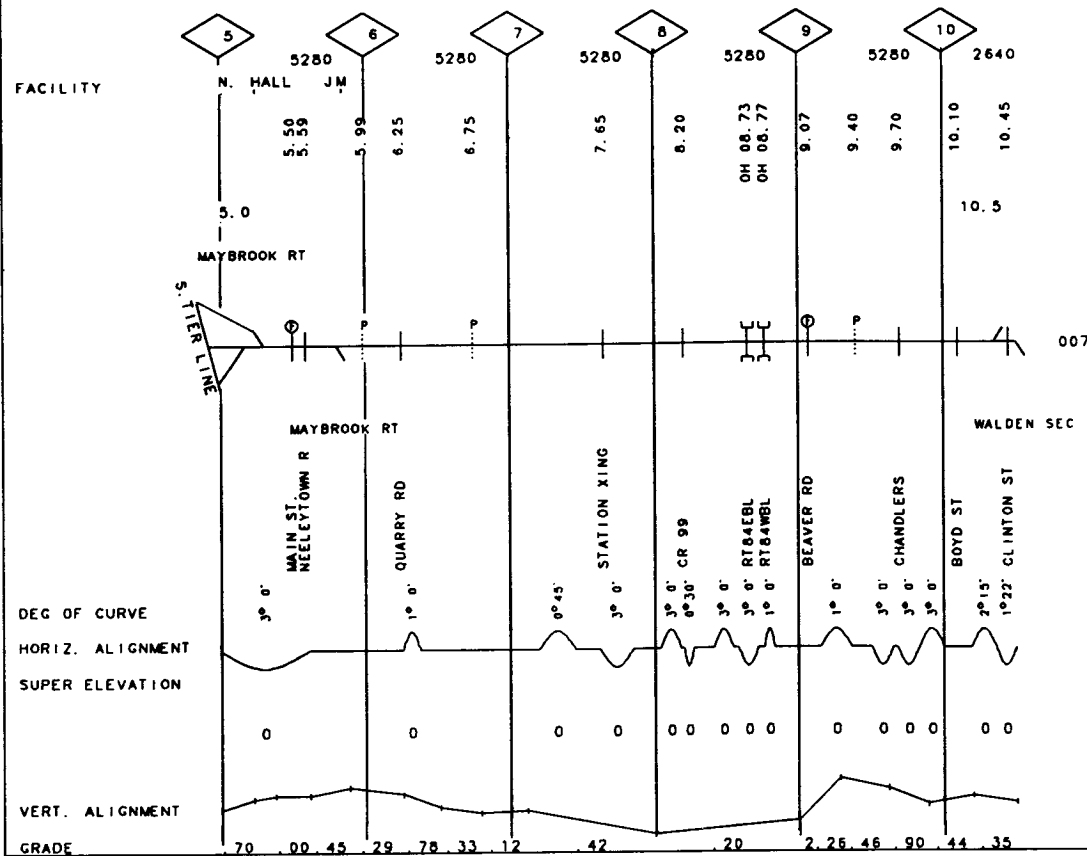 5 6 7 8 9 10
5280 5280 5280 5280 5280 2640
FACILITY N. HALL JM
5.50 5.59 5.99 6.25 6.75 7.65 8.20 OH 08.73 OH 08.77 9.07 9.40 9.70 10.10 10.45
5.0 10.5
MAYBROOK RT
S. TIER LINE
P P P P P
007
MAYBROOK RT WALDEN SEC
MAIN ST. NEELEYTOWN R QUARRY RD STATION XING CR 99 RT84EBL RT84WBL BEAVER RD CHANDLERS BOYD ST CLINTON ST
DEG OF CURVE 3° 0' 1° 0' 0°45' 3° 0' 3° 0' 0°30' 3° 0' 3° 0' 1° 0' 1° 0' 3° 0' 3° 0' 3° 0' 2°15' 1°22'
HORIZ. ALIGNMENT
SUPER ELEVATION
0 0 0 0 0 0 0 0 0 0 0 0 0 0 0
VERT. ALIGNMENT
GRADE .70 .00 .45 .29 .78 .33 .12 .42 .20 2.26 .46 .90 .44 .35